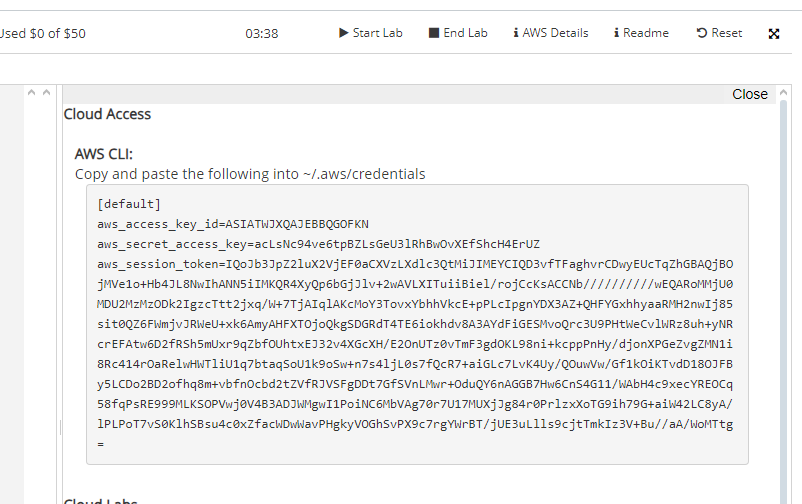 Used $0 of $50 03:38 Start Lab End Lab AWS Details Readme Reset
Close
Cloud Access
AWS CLI:
Copy and paste the following into ~/.aws/credentials
[default]
aws_access_key_id=ASIATWJXQAJEBBQGOFKN
aws_secret_access_key=acLsNc94ve6tpBZLsGeU3lRhBwOvXEfShcH4ErUZ
aws_session_token=IQoJb3JpZ2luX2VjEF0aCXVzLXdlc3QtMiJIMEYCIQD3vfTFaghvrCDwyEUcTqZhGBAQjBO
jMVe1o+Hb4JL8NwIhANN5iIMKQR4XyQp6bGjJlv+2wAVLXITuiiBiel/rojCcKsACCNb//////////wEQARoMMjU0
MDU2MzMzODk2IgzcTtt2jxq/W+7TjAIqlAKcMoY3TovxYbhhVkcE+pPLcIpgnYDX3AZ+QHFYGxhhyaaRMH2nwIj85
sit0QZ6FWmjvJRWeU+xk6AmyAHFXTOjoQkgSDGRdT4TE6iokhdv8A3AYdFiGESMvoQrc3U9PHtWeCvlWRz8uh+yNR
crEFAtw6D2fRSh5mUxr9qZbfOUhtxEJ32v4XGcXH/E2OnUTz0vTmF3gdOKL98ni+kcppPnHy/djonXPGeZvgZMN1i
8Rc414rOaRelwHWTliU1q7btaqSoU1k9oSw+n7s4ljL0s7fQcR7+aiGLc7LvK4Uy/QOuwVw/Gf1kOiKTvdD18OJFB
y5LCDo2BD2ofhq8m+vbfnOcbd2tZVfRJVSFgDDt7GfSVnLMwr+OduQY6nAGGB7Hw6CnS4G11/WAbH4c9xecYREOCq
58fqPsRE999MLKSOPVwj0V4B3ADJWMgwI1PoiNC6MbVAg70r7U17MUXjJg84r0PrlzxXoTG9ih79G+aiW42LC8yA/
lPLPoT7vS0KlhSBsu4c0xZfacWDwWavPHgkyVOGhSvPX9c7rgYWrBT/jUE3uLlls9cjtTmkIz3V+Bu//aA/WoMTtg
=
Cloud Labs